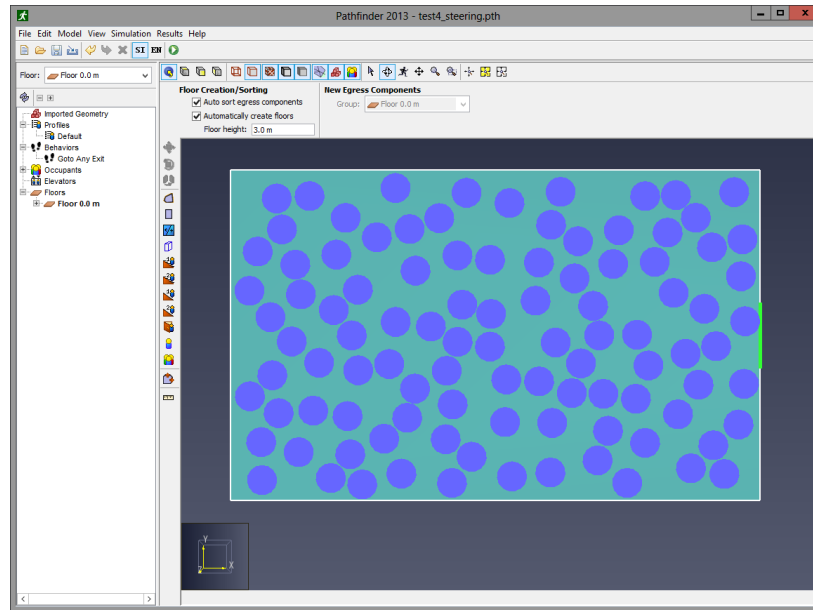 Pathfinder 2013 - test4_steering.pth
File Edit Model View Simulation Results Help
SI EN
Floor: Floor 0.0 m
Floor Creation/Sorting
Auto sort egress components
Automatically create floors
Floor height: 3.0 m
New Egress Components
Group: Floor 0.0 m
Imported Geometry
Profiles
Default
Behaviors
Goto Any Exit
Occupants
Elevators
Floors
Floor 0.0 m
Y
X
Z